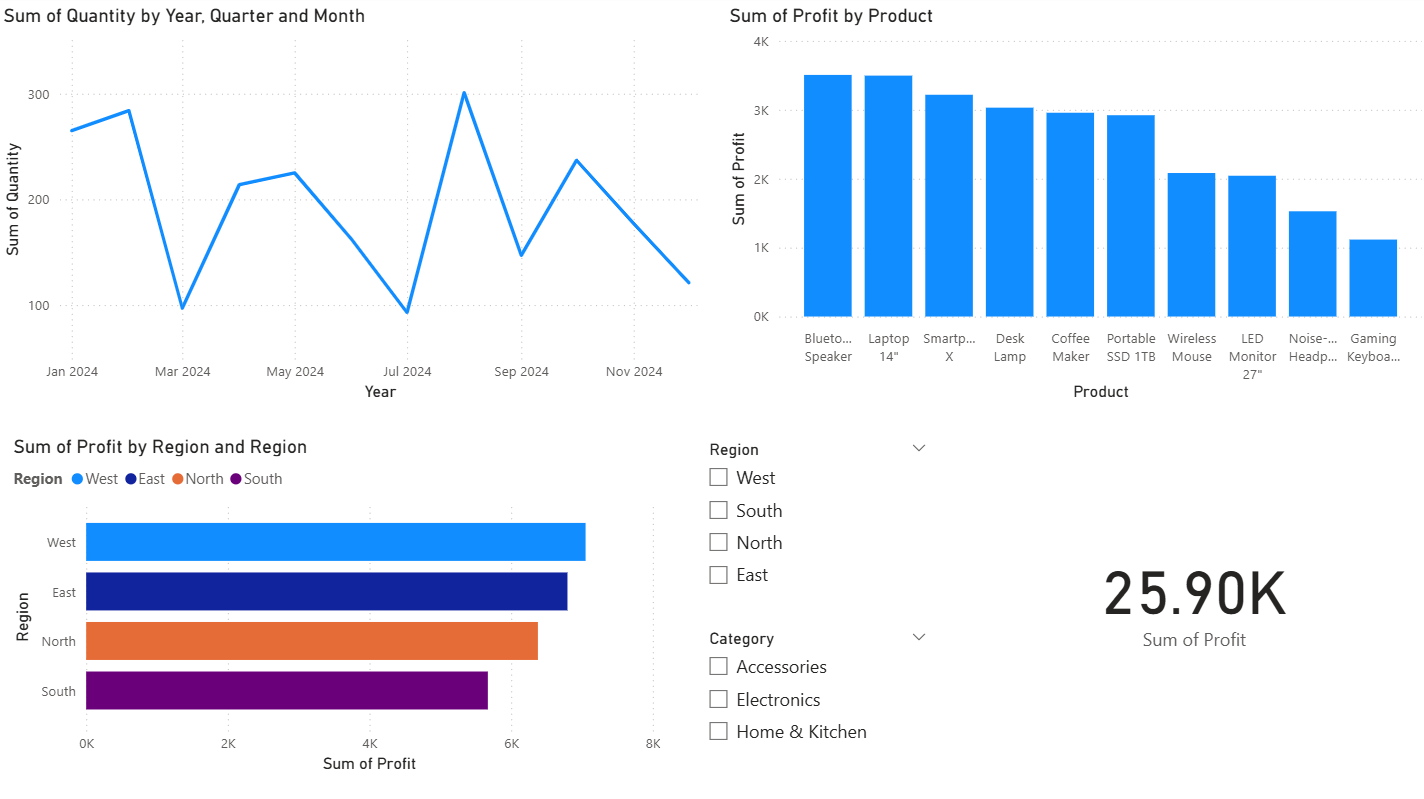 Sum of Quantity by Year, Quarter and Month
300
200
100
Sum of Quantity
Jan 2024 Mar 2024 May 2024 Jul 2024 Sep 2024 Nov 2024
Year
Sum of Profit by Product
4K
3K
2K
1K
0K
Sum of Profit
Blueto... Laptop Smartp... Desk Coffee Portable Wireless LED Noise-... Gaming
Speaker 14" X Lamp Maker SSD 1TB Mouse Monitor Headp... Keyboa...
27"
Product
Sum of Profit by Region and Region
Region West East North South
West
East
North
South
Region
0K 2K 4K 6K 8K
Sum of Profit
Region
West
South
North
East
Category
Accessories
Electronics
Home & Kitchen
25.90K
Sum of Profit